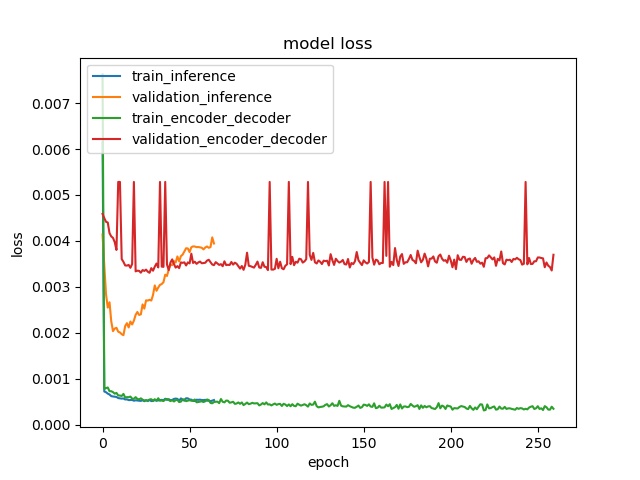 model loss
train_inference
validation_inference
train_encoder_decoder
validation_encoder_decoder
loss
0.007
0.006
0.005
0.004
0.003
0.002
0.001
0.000
0 50 100 150 200 250
epoch